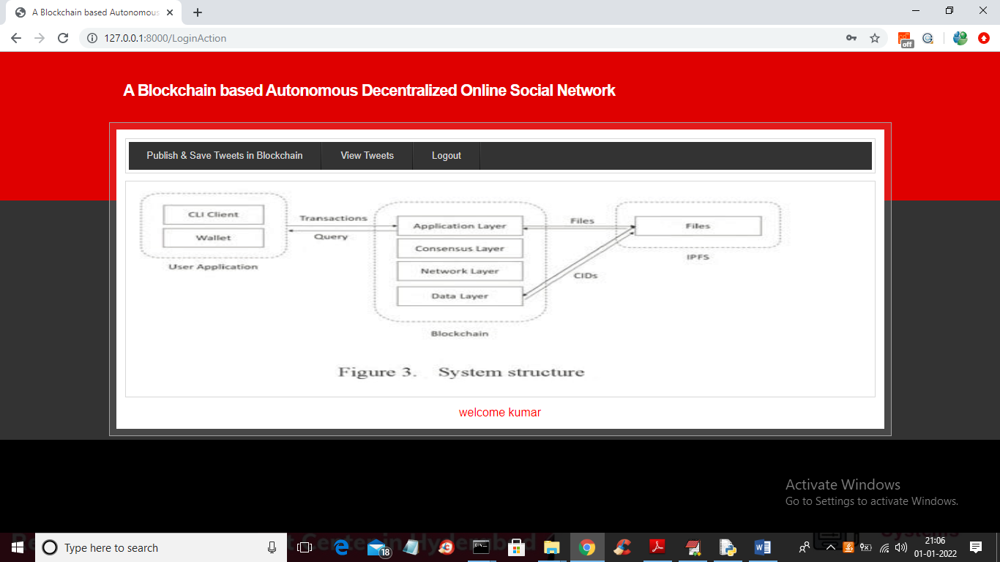 A Blockchain based Autonomous
127.0.0.1:8000/LoginAction
off
A Blockchain based Autonomous Decentralized Online Social Network
Publish & Save Tweets in Blockchain View Tweets Logout
CLI Client
Wallet
User Application
Transactions
Query
Application Layer
Consensus Layer
Network Layer
Data Layer
Blockchain
Files
CIDs
Files
IPFS
Figure 3. System structure
welcome kumar
Activate Windows
Go to Settings to activate Windows.
Type here to search
18
21:06
01-01-2022